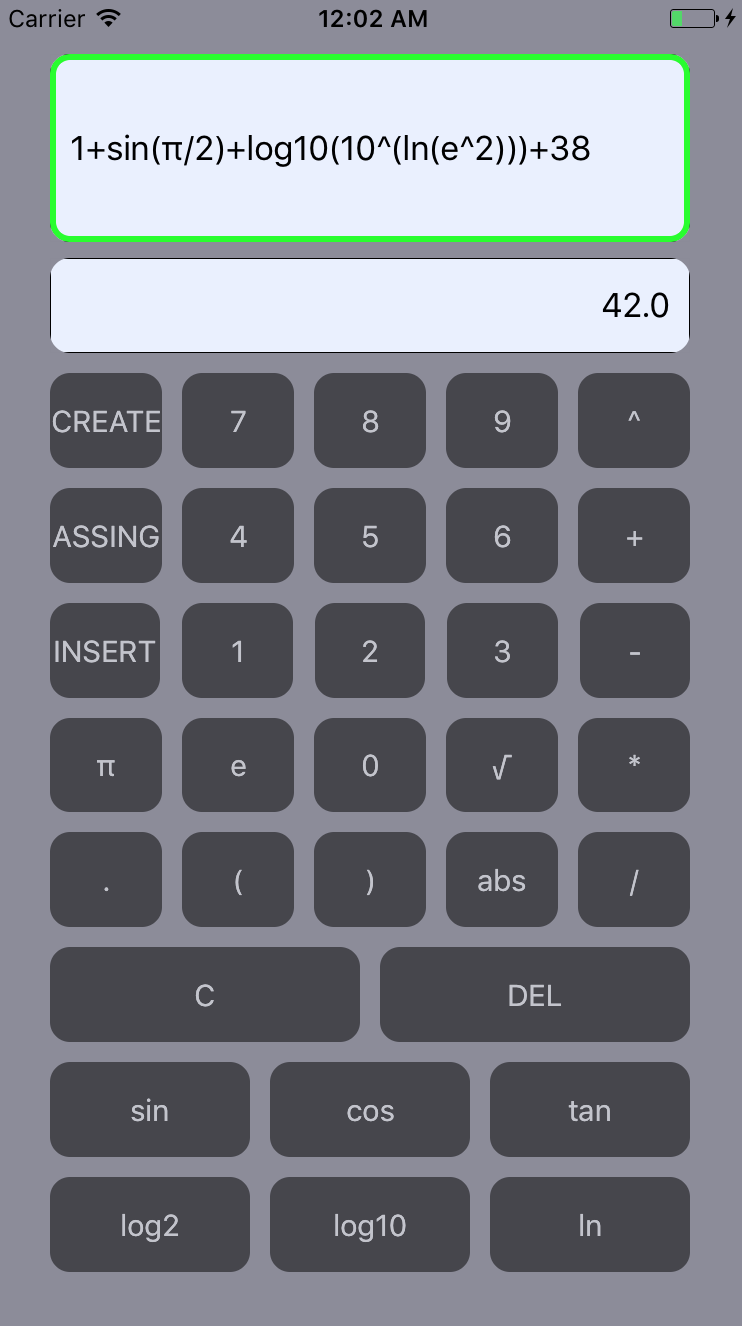 Carrier 12:02 AM
1+sin(π/2)+log10(10^(ln(e^2)))+38
42.0
CREATE 7 8 9 ^
ASSING 4 5 6 +
INSERT 1 2 3 -
π e 0 √ *
. ( ) abs /
C DEL
sin cos tan
log2 log10 ln